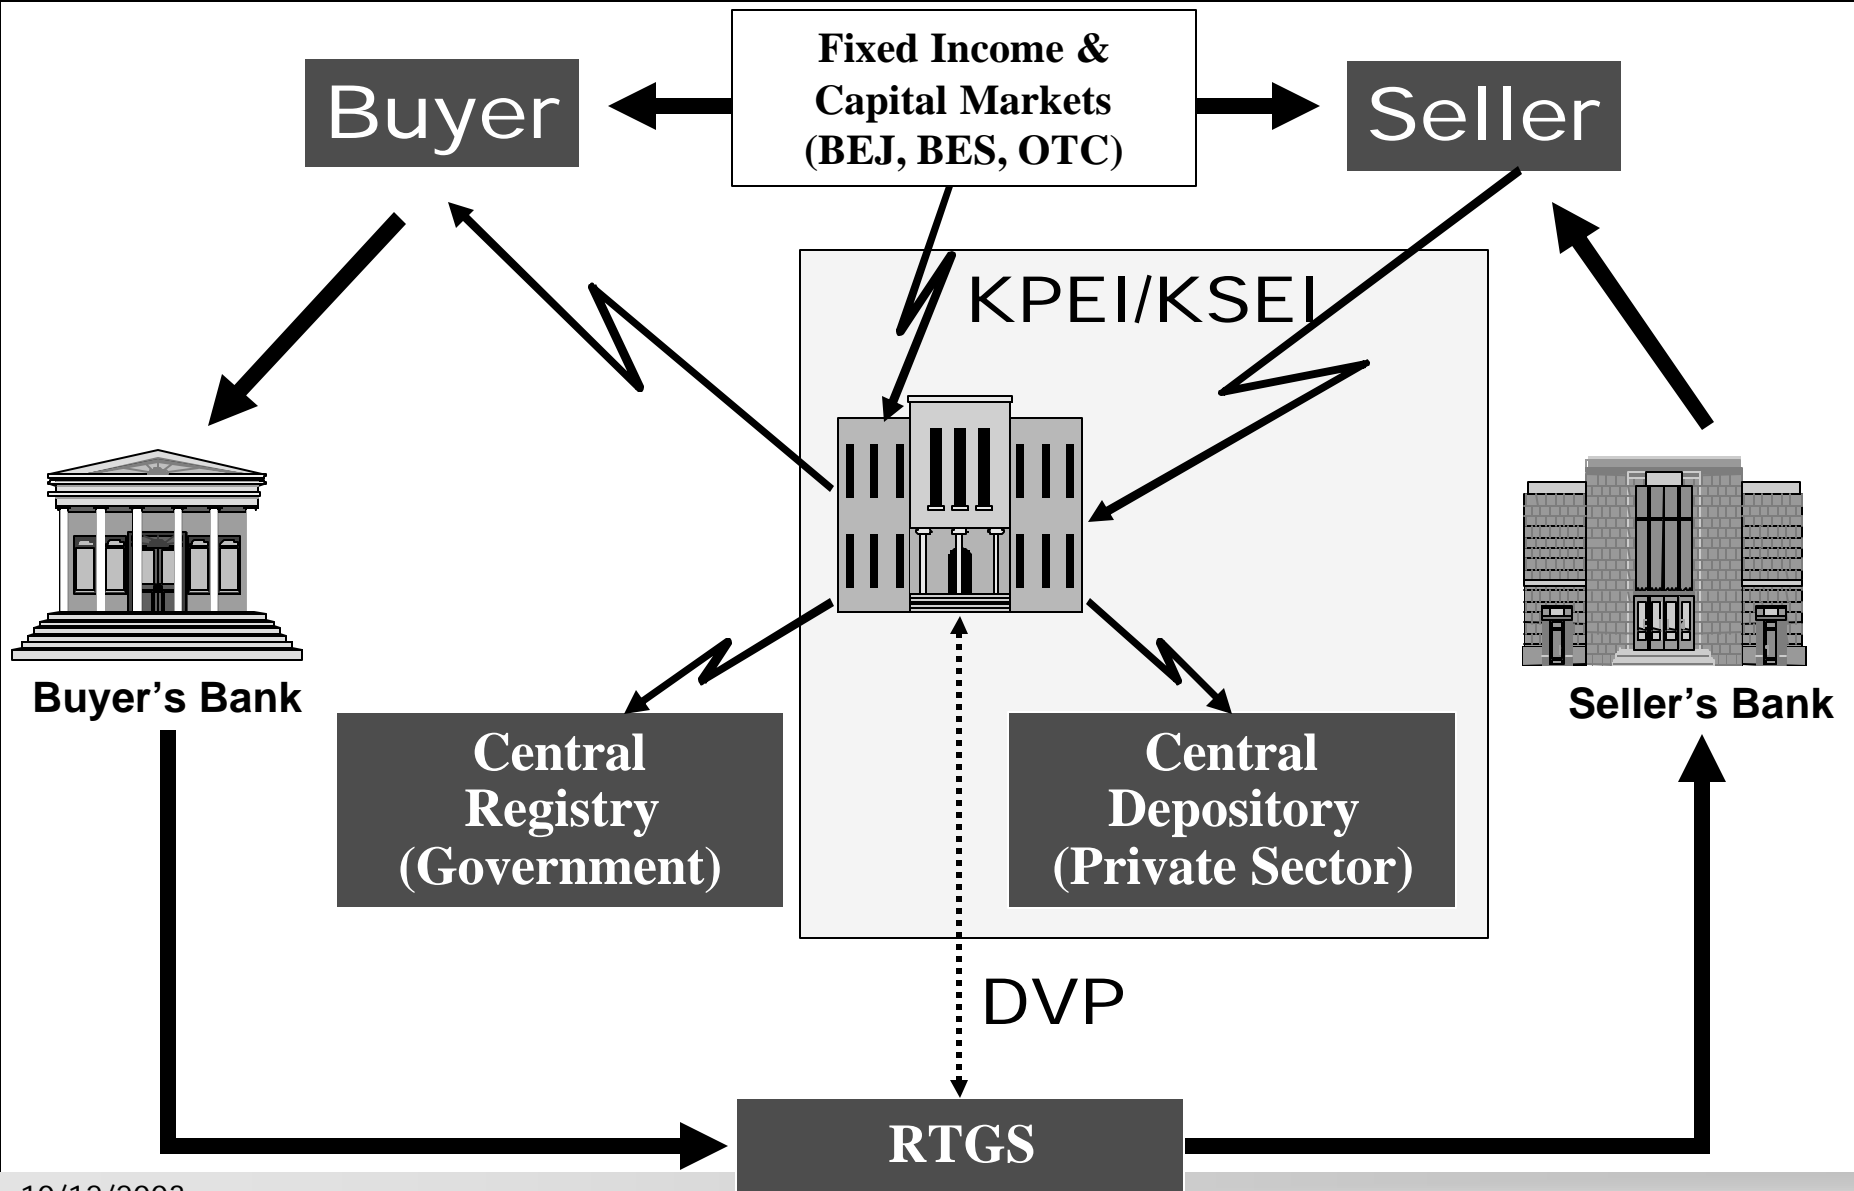 Fixed Income &
Capital Markets
(BEJ, BES, OTC)
Buyer
Seller
KPEI/KSEI
Buyer’s Bank
Seller’s Bank
Central
Registry
(Government)
Central
Depository
(Private Sector)
DVP
RTGS